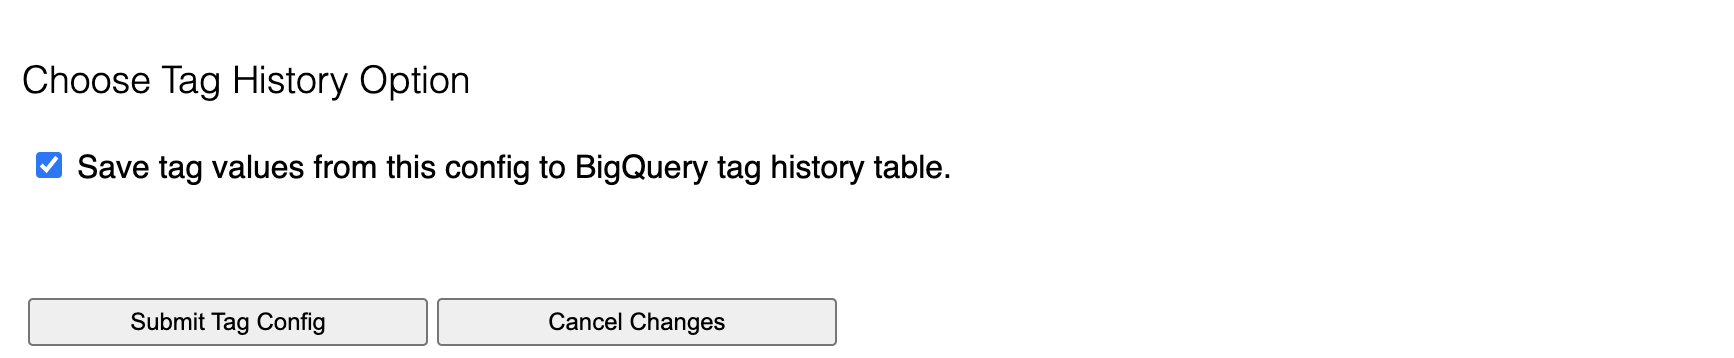 Choose Tag History Option
Save tag values from this config to BigQuery tag history table.
Submit Tag Config
Cancel Changes